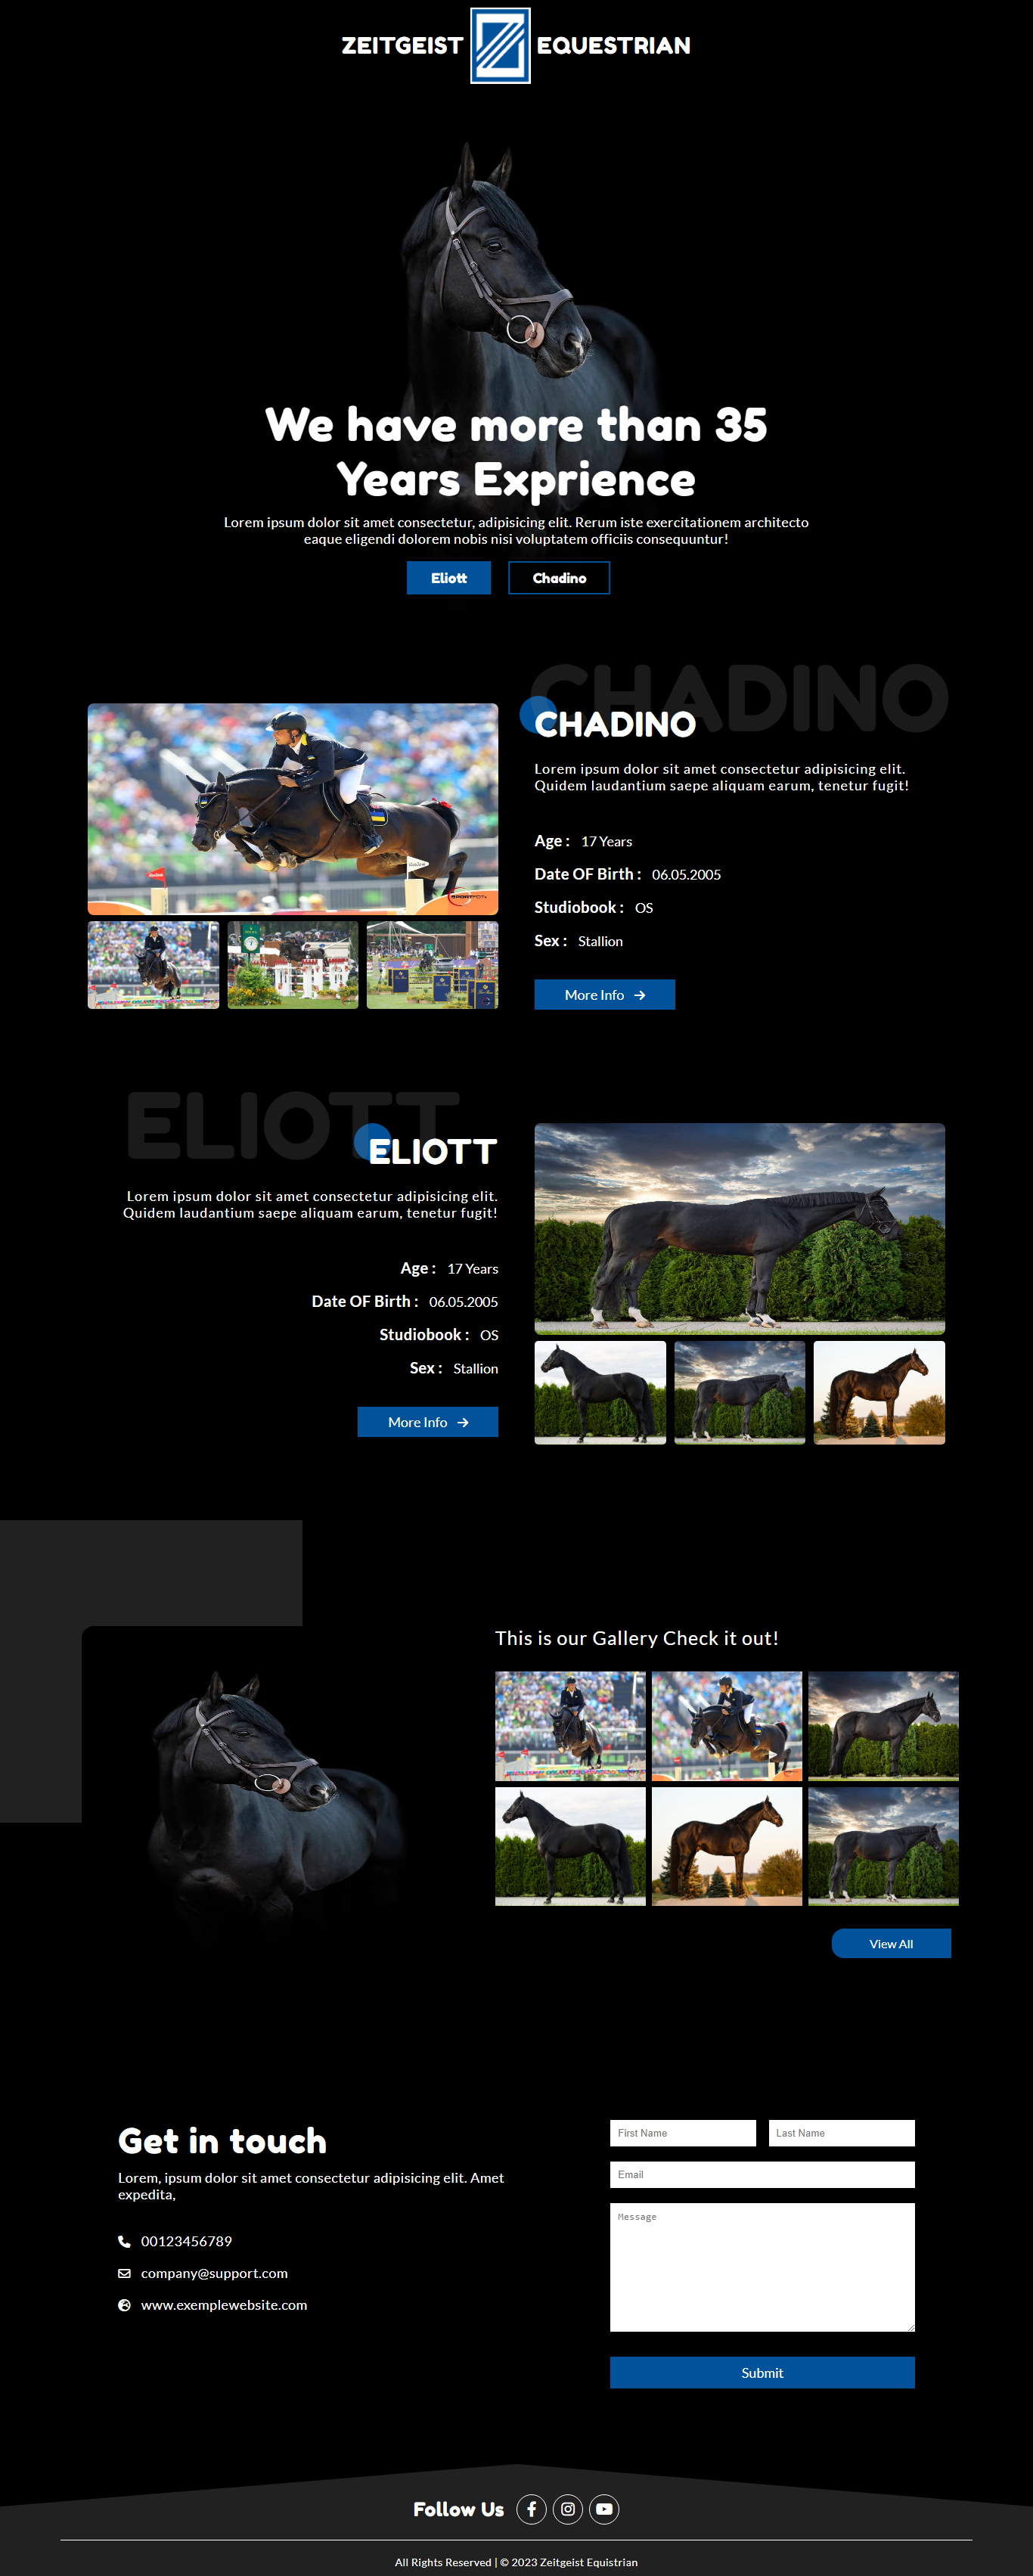 ZEITGEIST EQUESTRIAN
We have more than 35
Years Exprience
Lorem ipsum dolor sit amet consectetur, adipisicing elit. Rerum iste exercitationem architecto
eaque eligendi dolorem nobis nisi voluptatem officiis consequuntur!
Eliott
Chadino
CHADINO
CHADINO
Lorem ipsum dolor sit amet consectetur adipisicing elit.
Quidem laudantium saepe aliquam earum, tenetur fugit!
Age : 17 Years
Date OF Birth : 06.05.2005
Studiobook : OS
Sex : Stallion
More Info
ELIOTT
ELIOTT
Lorem ipsum dolor sit amet consectetur adipisicing elit.
Quidem laudantium saepe aliquam earum, tenetur fugit!
Age : 17 Years
Date OF Birth : 06.05.2005
Studiobook : OS
Sex : Stallion
More Info
This is our Gallery Check it out!
View All
Get in touch
Lorem, ipsum dolor sit amet consectetur adipisicing elit. Amet
expedita,
00123456789
company@support.com
www.exemplewebsite.com
First Name
Last Name
Email
Message
Submit
Follow Us
All Rights Reserved | © 2023 Zeitgeist Equistrian